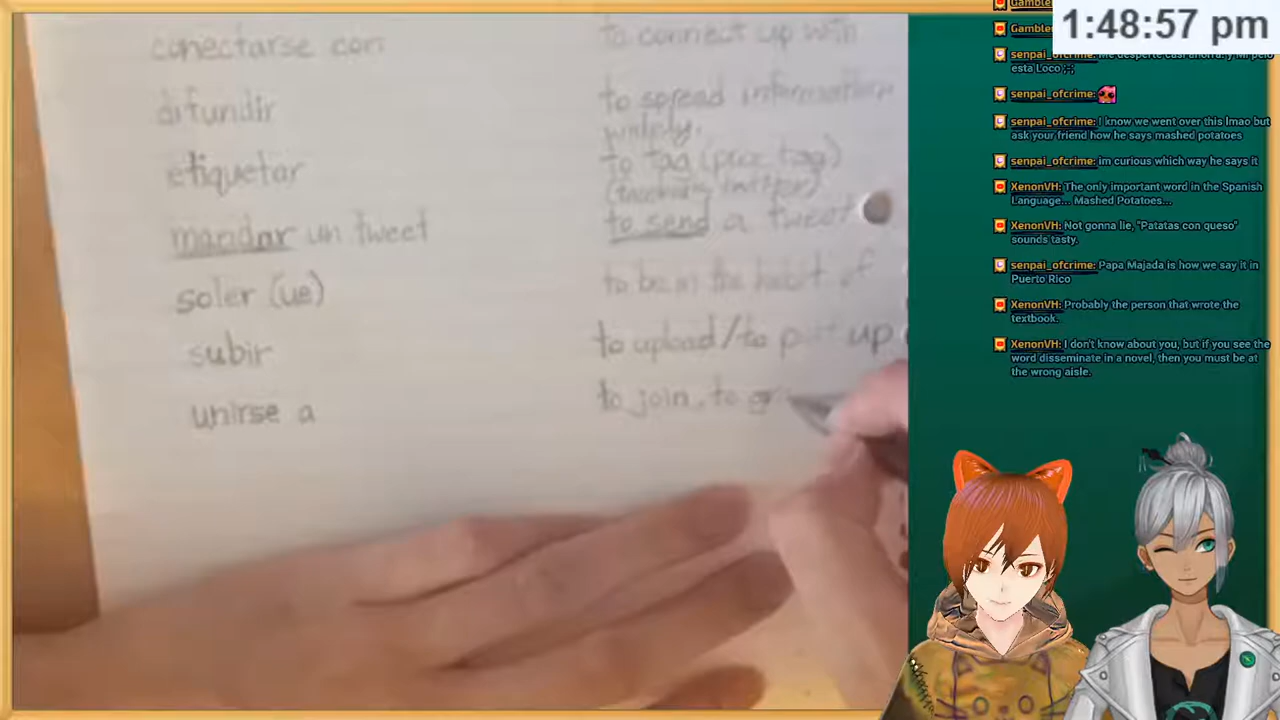 conectarse con
to connect up with
difundir
to spread information
widely.
etiquetar
to tag
mandar un tweet
to send a tweet
soler (ue)
to be in the habit of
subir
to upload/to put up
unirse a
to join, to
1:48:57 pm
Gamble
Gamble
senpai_ofcrime:
esta Loco ;-;
senpai_ofcrime:
senpai_ofcrime: I know we went over this lmao but
ask your friend how he says mashed potatoes
senpai_ofcrime: im curious which way he says it
XenonVH: The only important word in the Spanish
Language... Mashed Potatoes...
XenonVH: Not gonna lie, "Patatas con queso"
sounds tasty.
senpai_ofcrime: Papa Majada is how we say it in
Puerto Rico
XenonVH: Probably the person that wrote the
textbook.
XenonVH: I don't know about you, but if you see the
word disseminate in a novel, then you must be at
the wrong aisle.